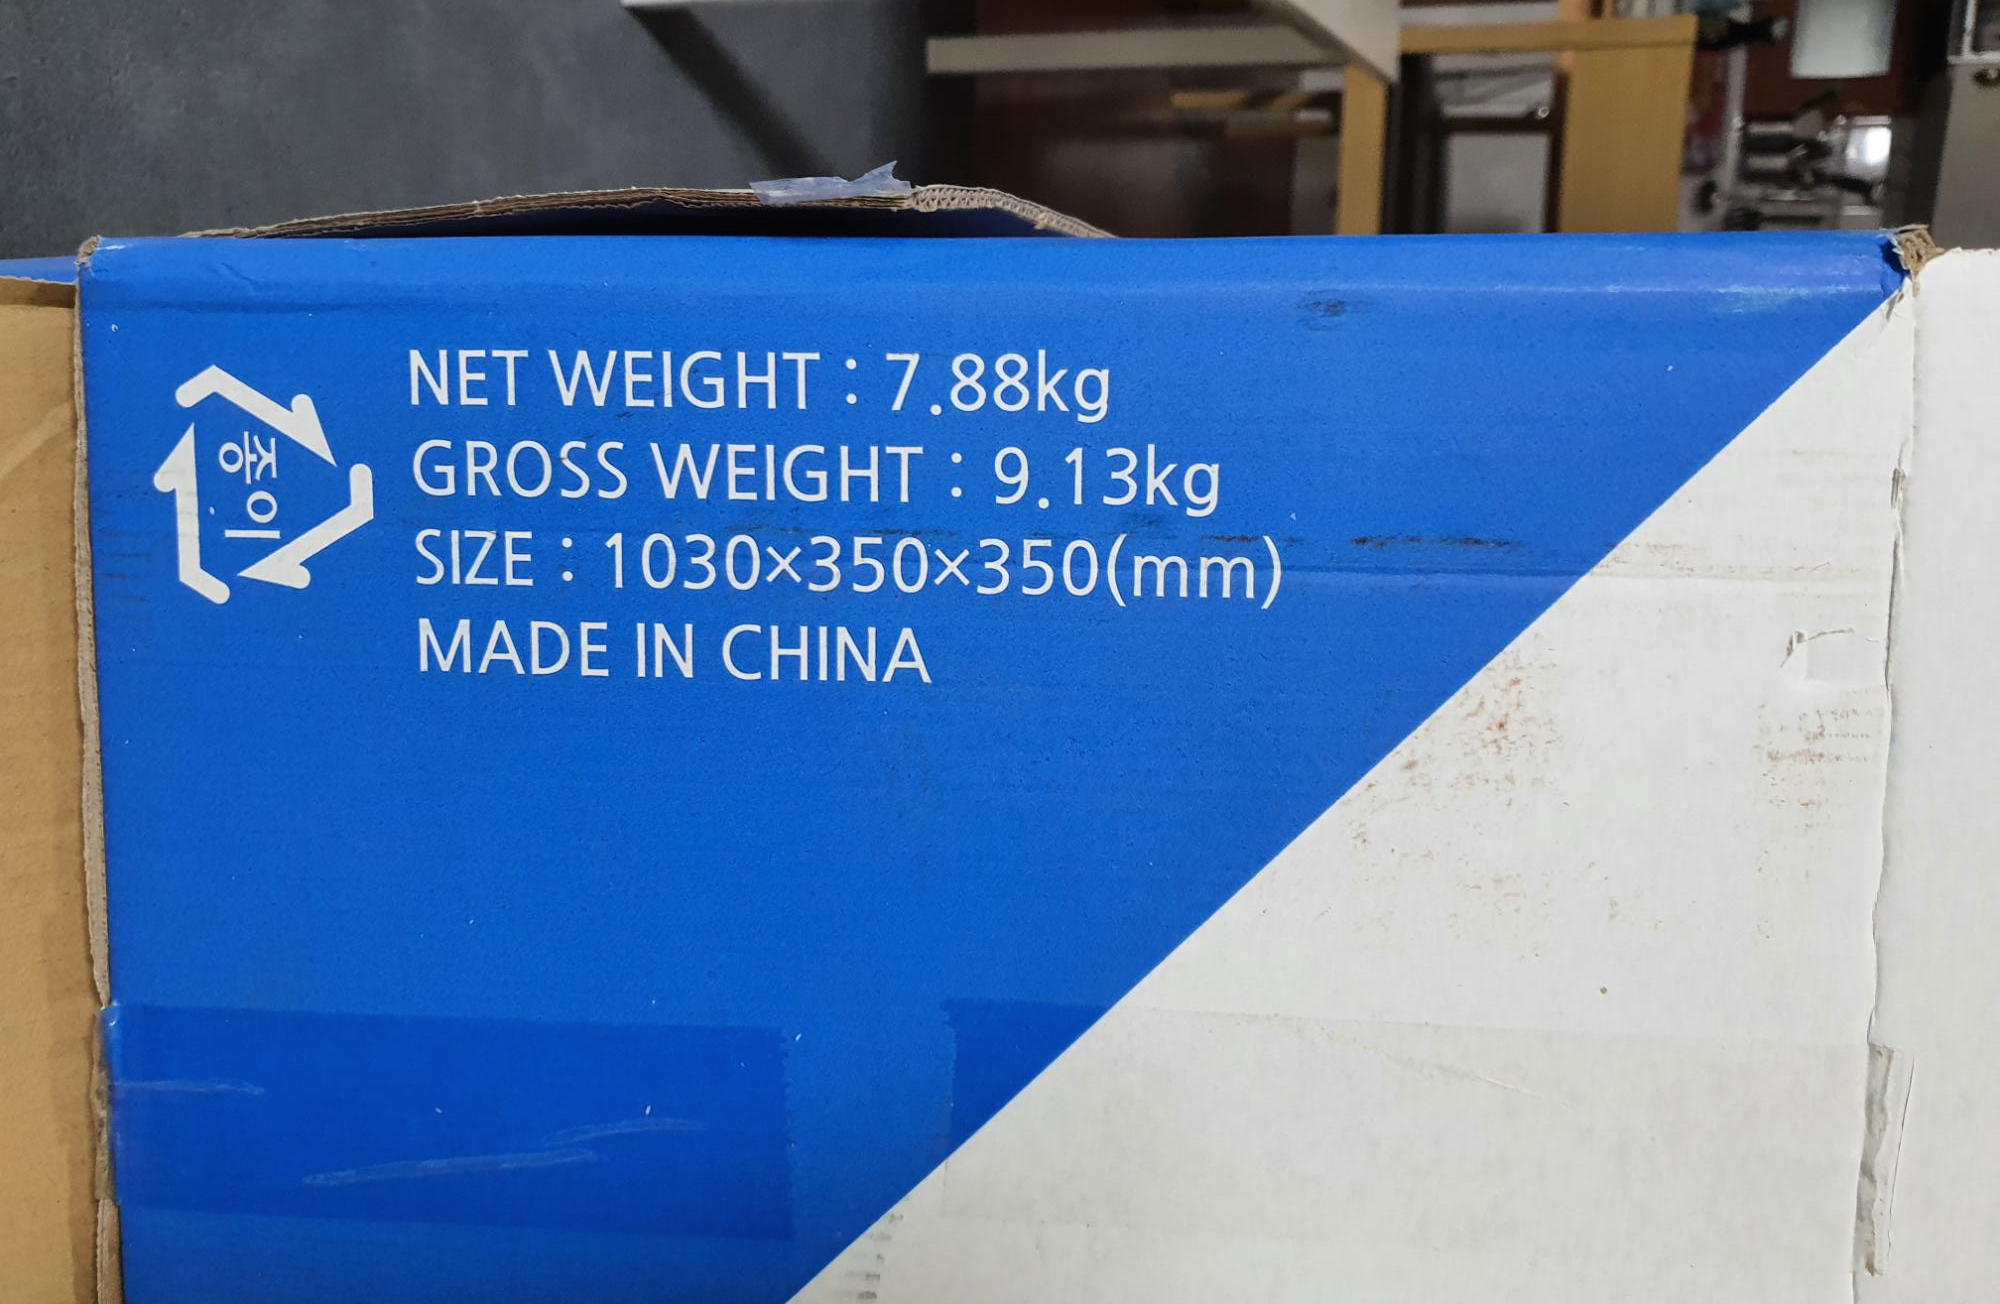 종이
NET WEIGHT : 7.88kg
GROSS WEIGHT : 9.13kg
SIZE : 1030×350×350(mm)
MADE IN CHINA